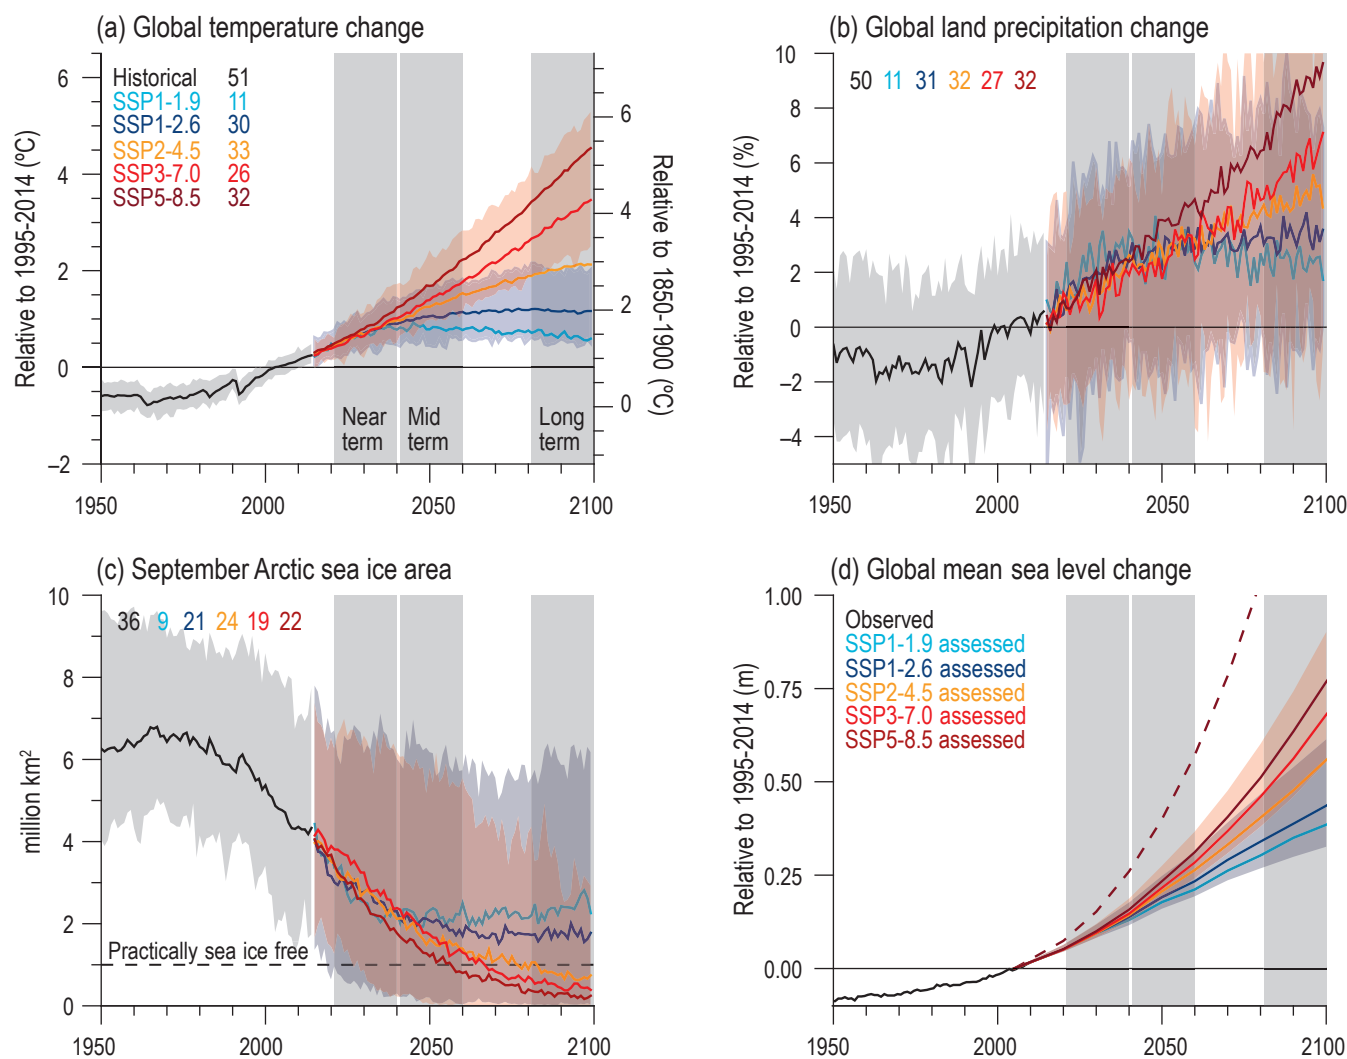 (a) Global temperature change
Relative to 1995-2014 (ºC)
6
4
2
0
–2
Historical 51
SSP1-1.9 11
SSP1-2.6 30
SSP2-4.5 33
SSP3-7.0 26
SSP5-8.5 32
Near term
Mid term
Long term
6
4
2
0
Relative to 1850-1900 (ºC)
1950 2000 2050 2100
(b) Global land precipitation change
Relative to 1995-2014 (%)
10
8
6
4
2
0
–2
–4
50 11 31 32 27 32
1950 2000 2050 2100
(c) September Arctic sea ice area
million km²
10
8
6
4
2
0
36 9 21 24 19 22
Practically sea ice free
1950 2000 2050 2100
(d) Global mean sea level change
Relative to 1995-2014 (m)
1.00
0.75
0.50
0.25
0.00
Observed
SSP1-1.9 assessed
SSP1-2.6 assessed
SSP2-4.5 assessed
SSP3-7.0 assessed
SSP5-8.5 assessed
1950 2000 2050 2100